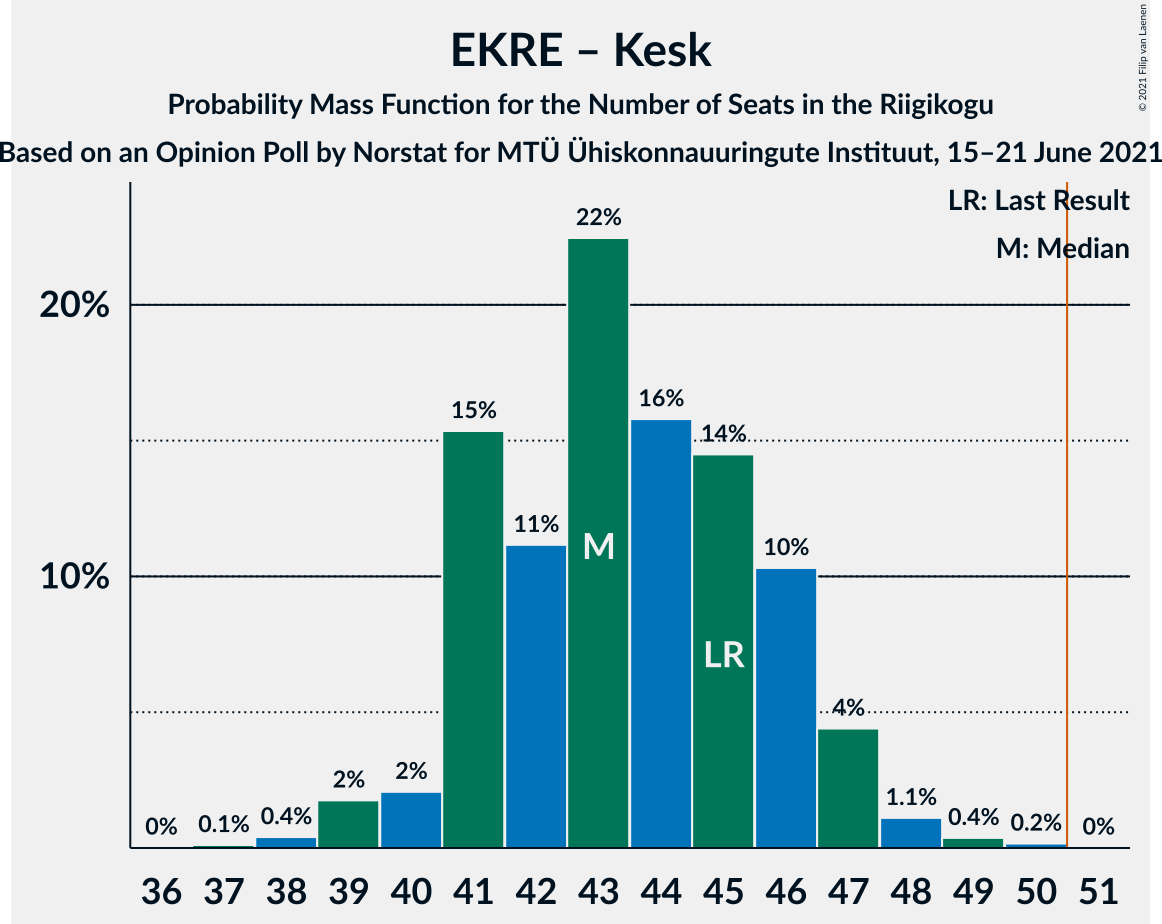 EKRE – Kesk
Probability Mass Function for the Number of Seats in the Riigikogu
Based on an Opinion Poll by Norstat for MTÜ Ühiskonnauuringute Instituut, 15–21 June 2021
© 2021 Filip van Laenen
LR: Last Result
M: Median
20%
10%
0%
0.1%
0.4%
2%
2%
15%
11%
22%
16%
14%
10%
4%
1.1%
0.4%
0.2%
0%
M
LR
36 37 38 39 40 41 42 43 44 45 46 47 48 49 50 51